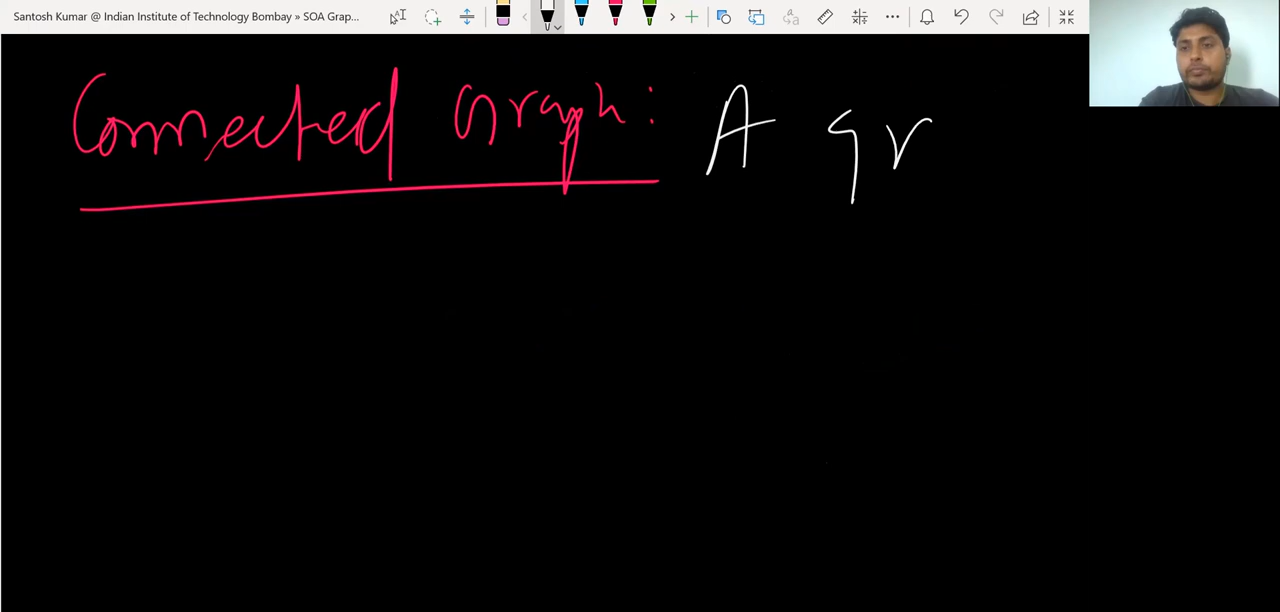 Santosh Kumar @ Indian Institute of Technology Bombay » SOA Grap...
Connected Graph: A gr